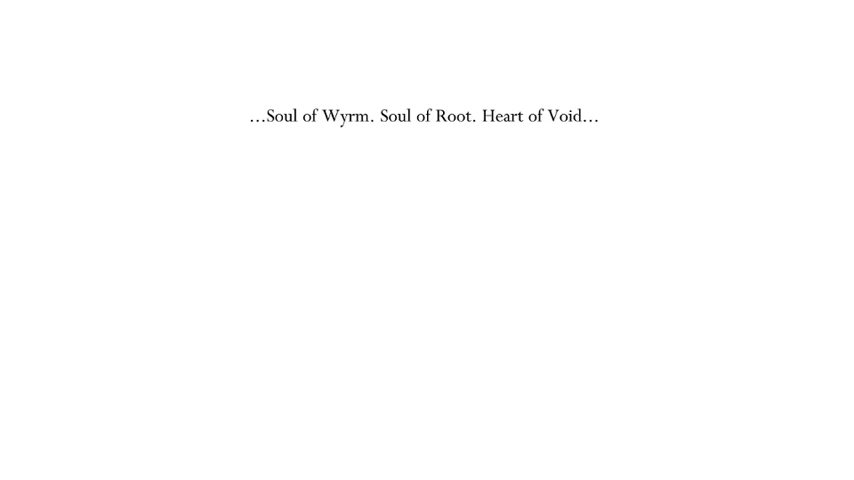 …Soul of Wyrm. Soul of Root. Heart of Void…